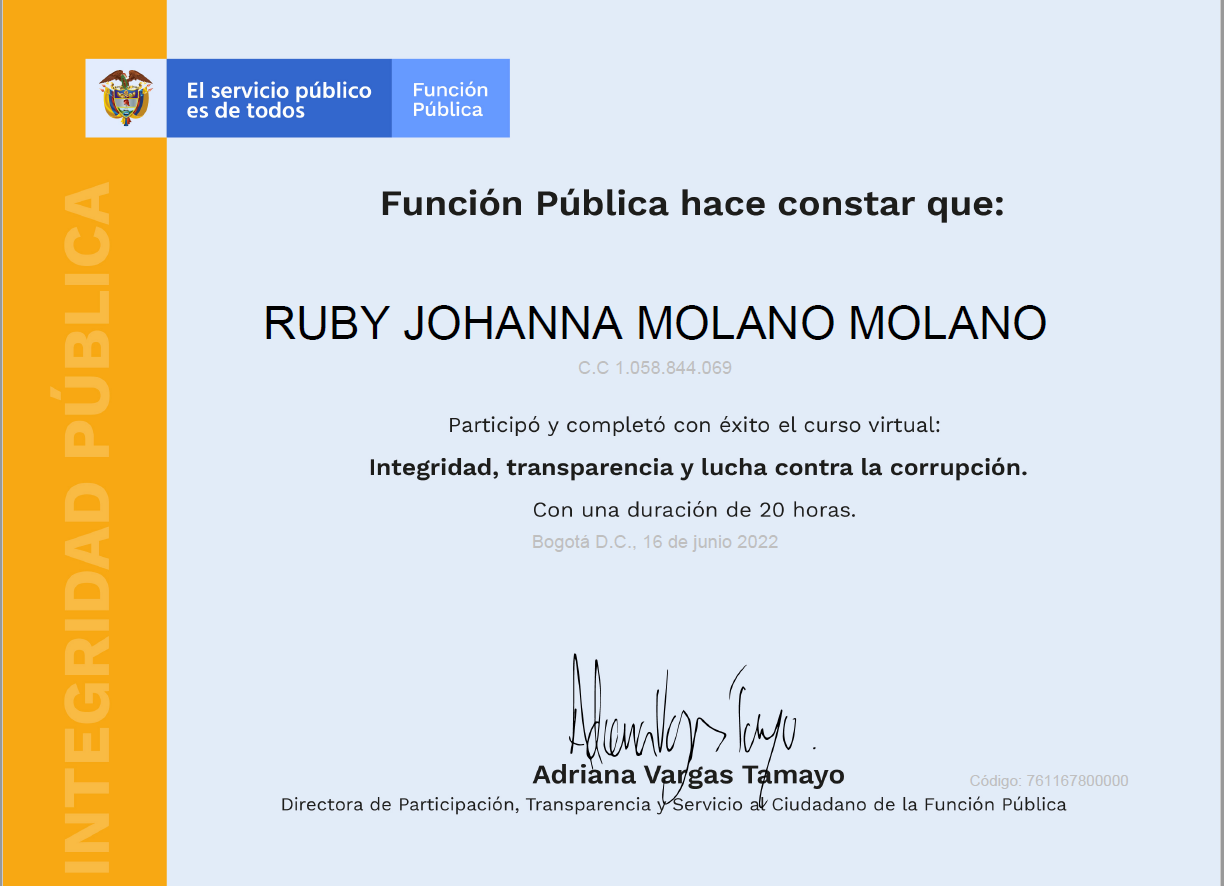 El servicio público
es de todos
Función
Pública
INTEGRIDAD PÚBLICA
Función Pública hace constar que:
RUBY JOHANNA MOLANO MOLANO
C.C 1.058.844.069
Participó y completó con éxito el curso virtual:
Integridad, transparencia y lucha contra la corrupción.
Con una duración de 20 horas.
Bogotá D.C., 16 de junio 2022
Adriana Vargas Tamayo
Adriana Vargas Tamayo
Código: 761167800000
Directora de Participación, Transparencia y Servicio al Ciudadano de la Función Pública